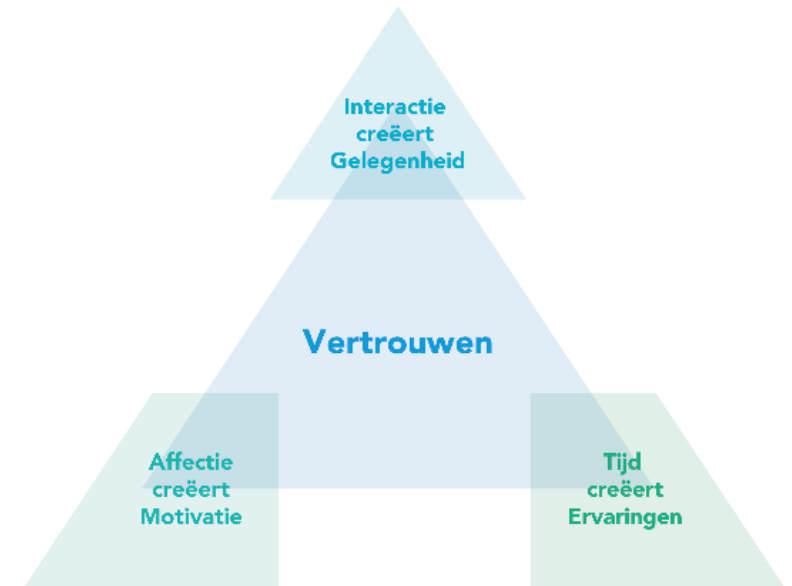 Interactie
creëert
Gelegenheid
Vertrouwen
Affectie
creëert
Motivatie
Tijd
creëert
Ervaringen